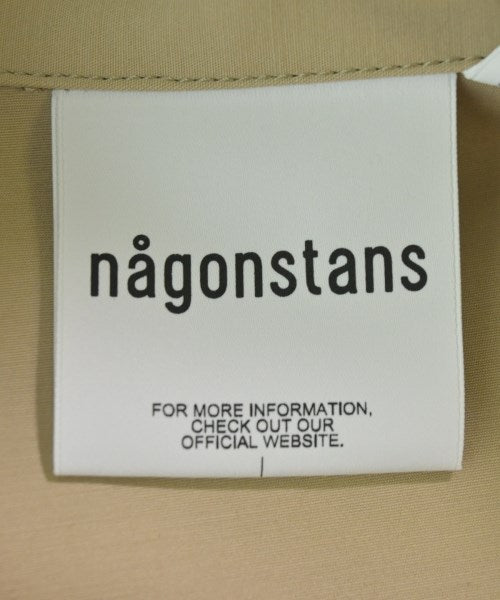 någonstans
FOR MORE INFORMATION,
CHECK OUT OUR
OFFICIAL WEBSITE.